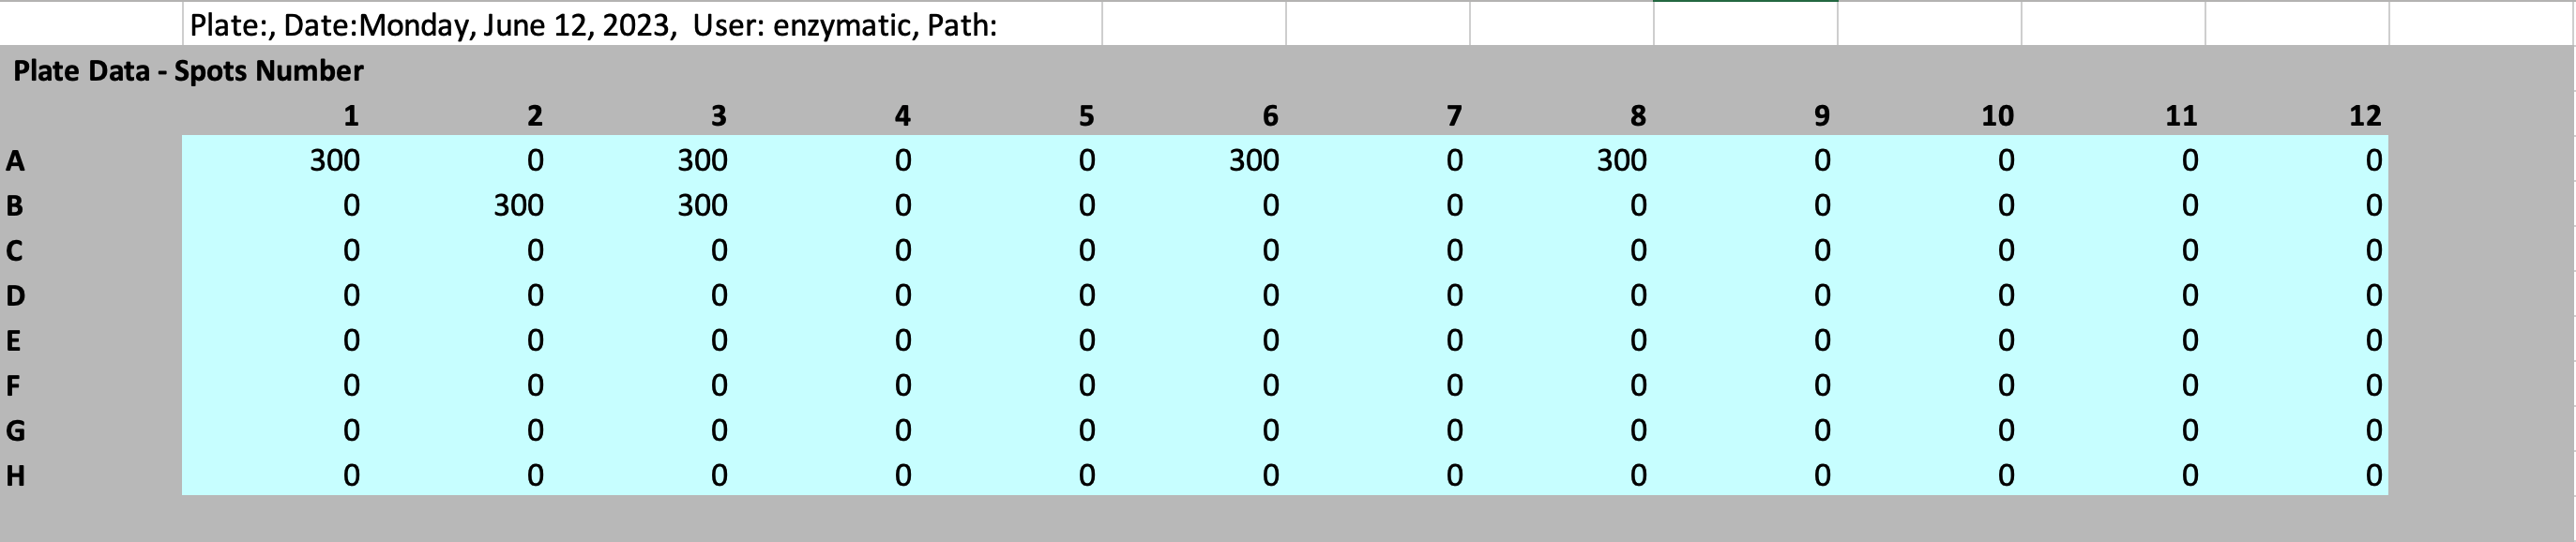 Plate:, Date:Monday, June 12, 2023,  User: enzymatic, Path:
Plate Data - Spots Number
1 2 3 4 5 6 7 8 9 10 11 12
A 300 0 300 0 0 300 0 300 0 0 0 0
B 0 300 300 0 0 0 0 0 0 0 0 0
C 0 0 0 0 0 0 0 0 0 0 0 0
D 0 0 0 0 0 0 0 0 0 0 0 0
E 0 0 0 0 0 0 0 0 0 0 0 0
F 0 0 0 0 0 0 0 0 0 0 0 0
G 0 0 0 0 0 0 0 0 0 0 0 0
H 0 0 0 0 0 0 0 0 0 0 0 0